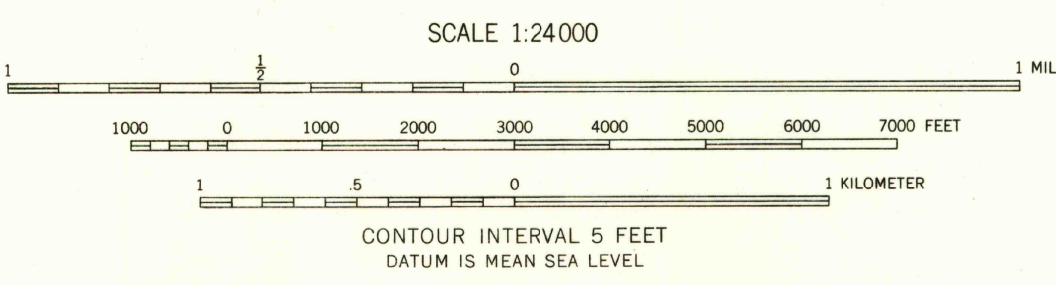 SCALE 1:24000
1 1/2 0 1 MIL
1000 0 1000 2000 3000 4000 5000 6000 7000 FEET
1 .5 0 1 KILOMETER
CONTOUR INTERVAL 5 FEET
DATUM IS MEAN SEA LEVEL